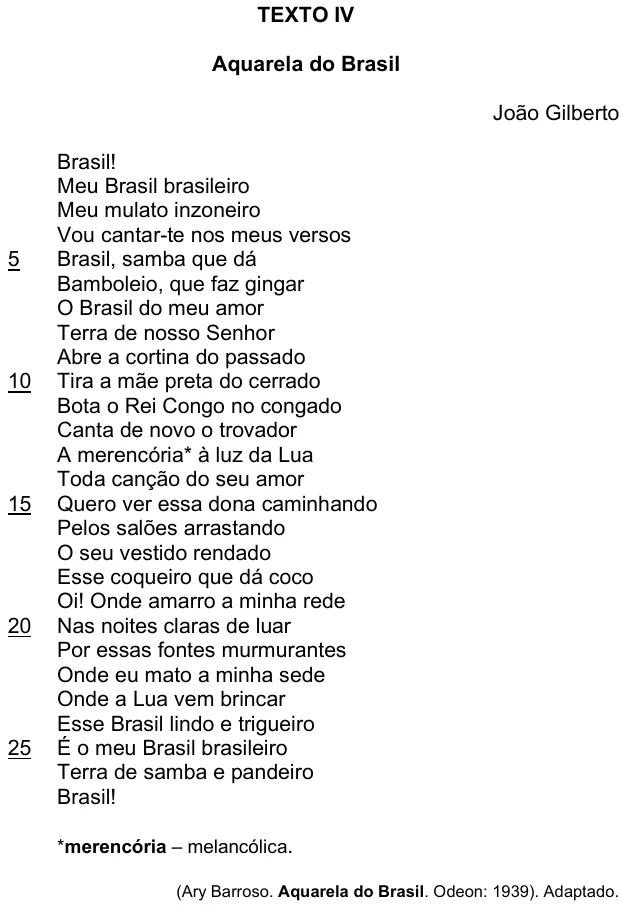 TEXTO IV
Aquarela do Brasil
João Gilberto
Brasil!
Meu Brasil brasileiro
Meu mulato inzoneiro
Vou cantar-te nos meus versos
5 Brasil, samba que dá
Bamboleio, que faz gingar
O Brasil do meu amor
Terra de nosso Senhor
Abre a cortina do passado
10 Tira a mãe preta do cerrado
Bota o Rei Congo no congado
Canta de novo o trovador
A merencória* à luz da Lua
Toda canção do seu amor
15 Quero ver essa dona caminhando
Pelos salões arrastando
O seu vestido rendado
Esse coqueiro que dá coco
Oi! Onde amarro a minha rede
20 Nas noites claras de luar
Por essas fontes murmurantes
Onde eu mato a minha sede
Onde a Lua vem brincar
Esse Brasil lindo e trigueiro
25 É o meu Brasil brasileiro
Terra de samba e pandeiro
Brasil!
*merencória – melancólica.
(Ary Barroso. Aquarela do Brasil. Odeon: 1939). Adaptado.